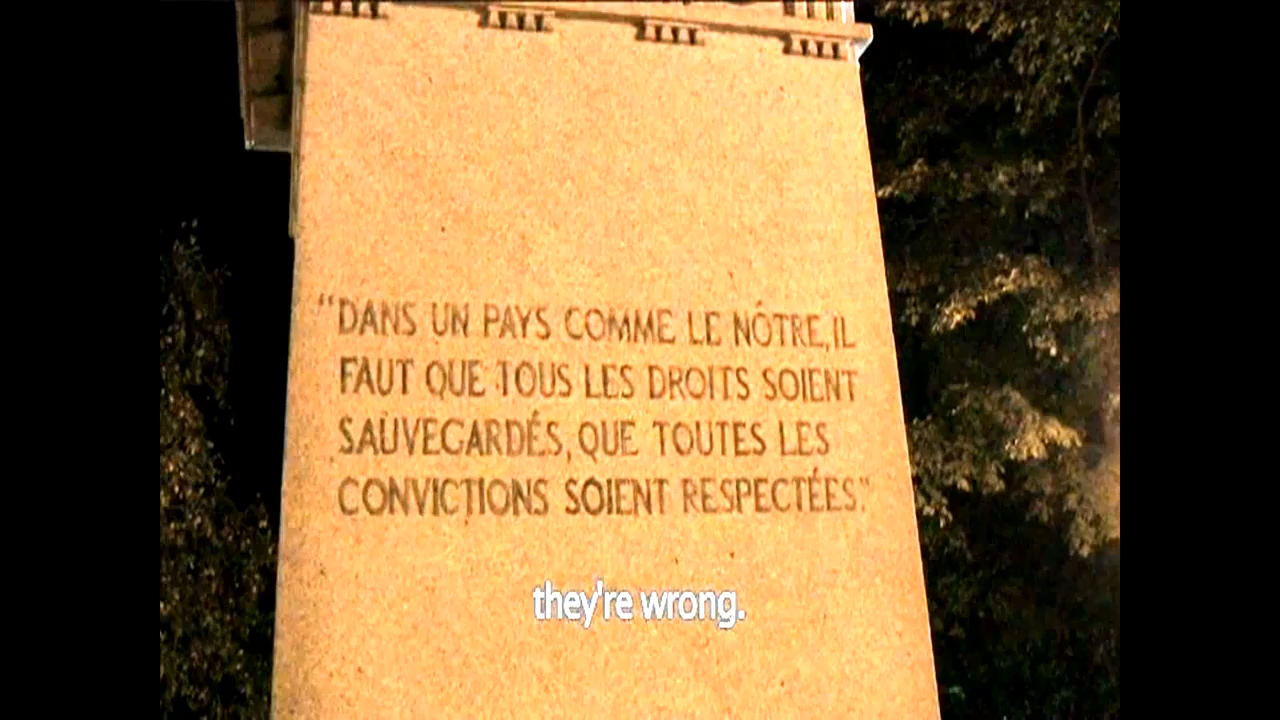 “DANS UN PAYS COMME LE NÔTRE, IL
FAUT QUE TOUS LES DROITS SOIENT
SAUVEGARDÉS, QUE TOUTES LES
CONVICTIONS SOIENT RESPECTÉES.”
they're wrong.